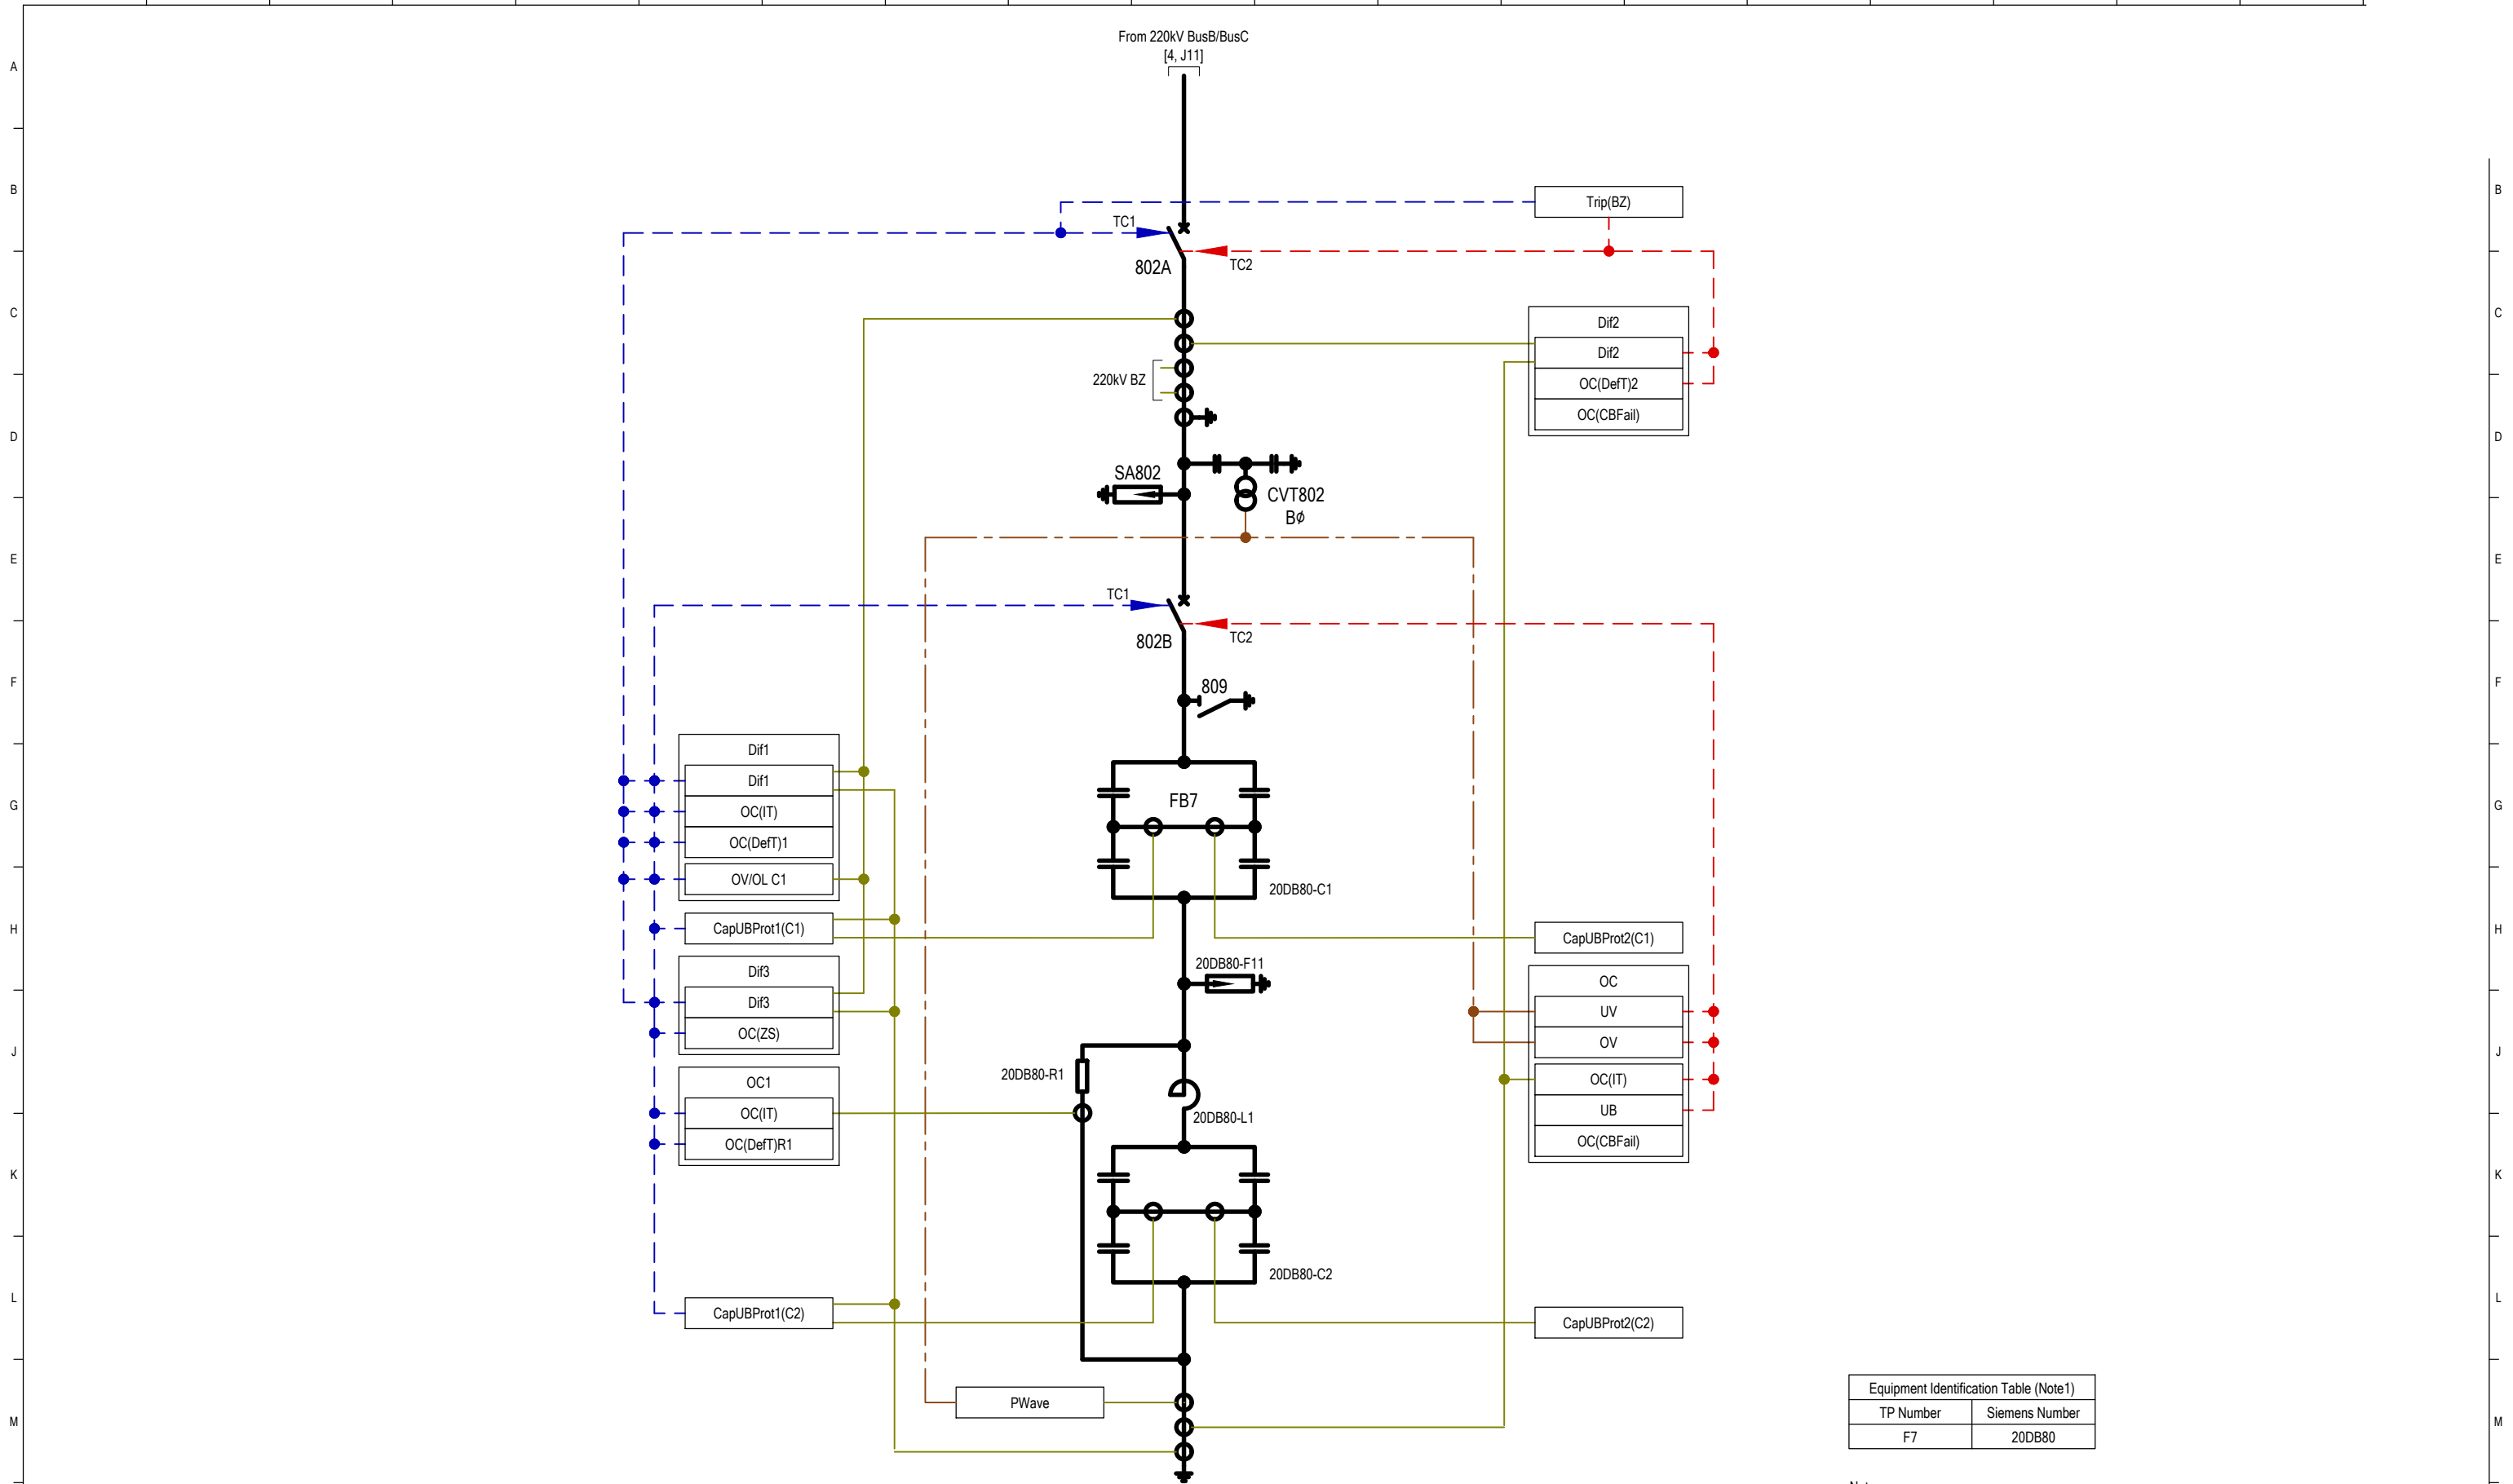 From 220kV BusB/BusC
[4, J11]
A
B
B
Trip(BZ)
TC1
802A
TC2
C
C
Dif2
Dif2
220kV BZ
OC(DefT)2
OC(CBFail)
D
D
SA802
CVT802
BØ
E
E
TC1
802B
TC2
F
F
809
Dif1
Dif1
G
FB7
G
OC(IT)
OC(DefT)1
OV/OL C1
20DB80-C1
H
CapUBProt1(C1)
CapUBProt2(C1)
H
20DB80-F11
Dif3
OC
Dif3
UV
OC(ZS)
OV
J
J
20DB80-R1
OC1
OC(IT)
OC(IT)
UB
20DB80-L1
OC(DefT)R1
OC(CBFail)
K
K
20DB80-C2
L
L
CapUBProt1(C2)
CapUBProt2(C2)
Equipment Identification Table (Note1)
PWave
TP Number
Siemens Number
M
M
F7
20DB80